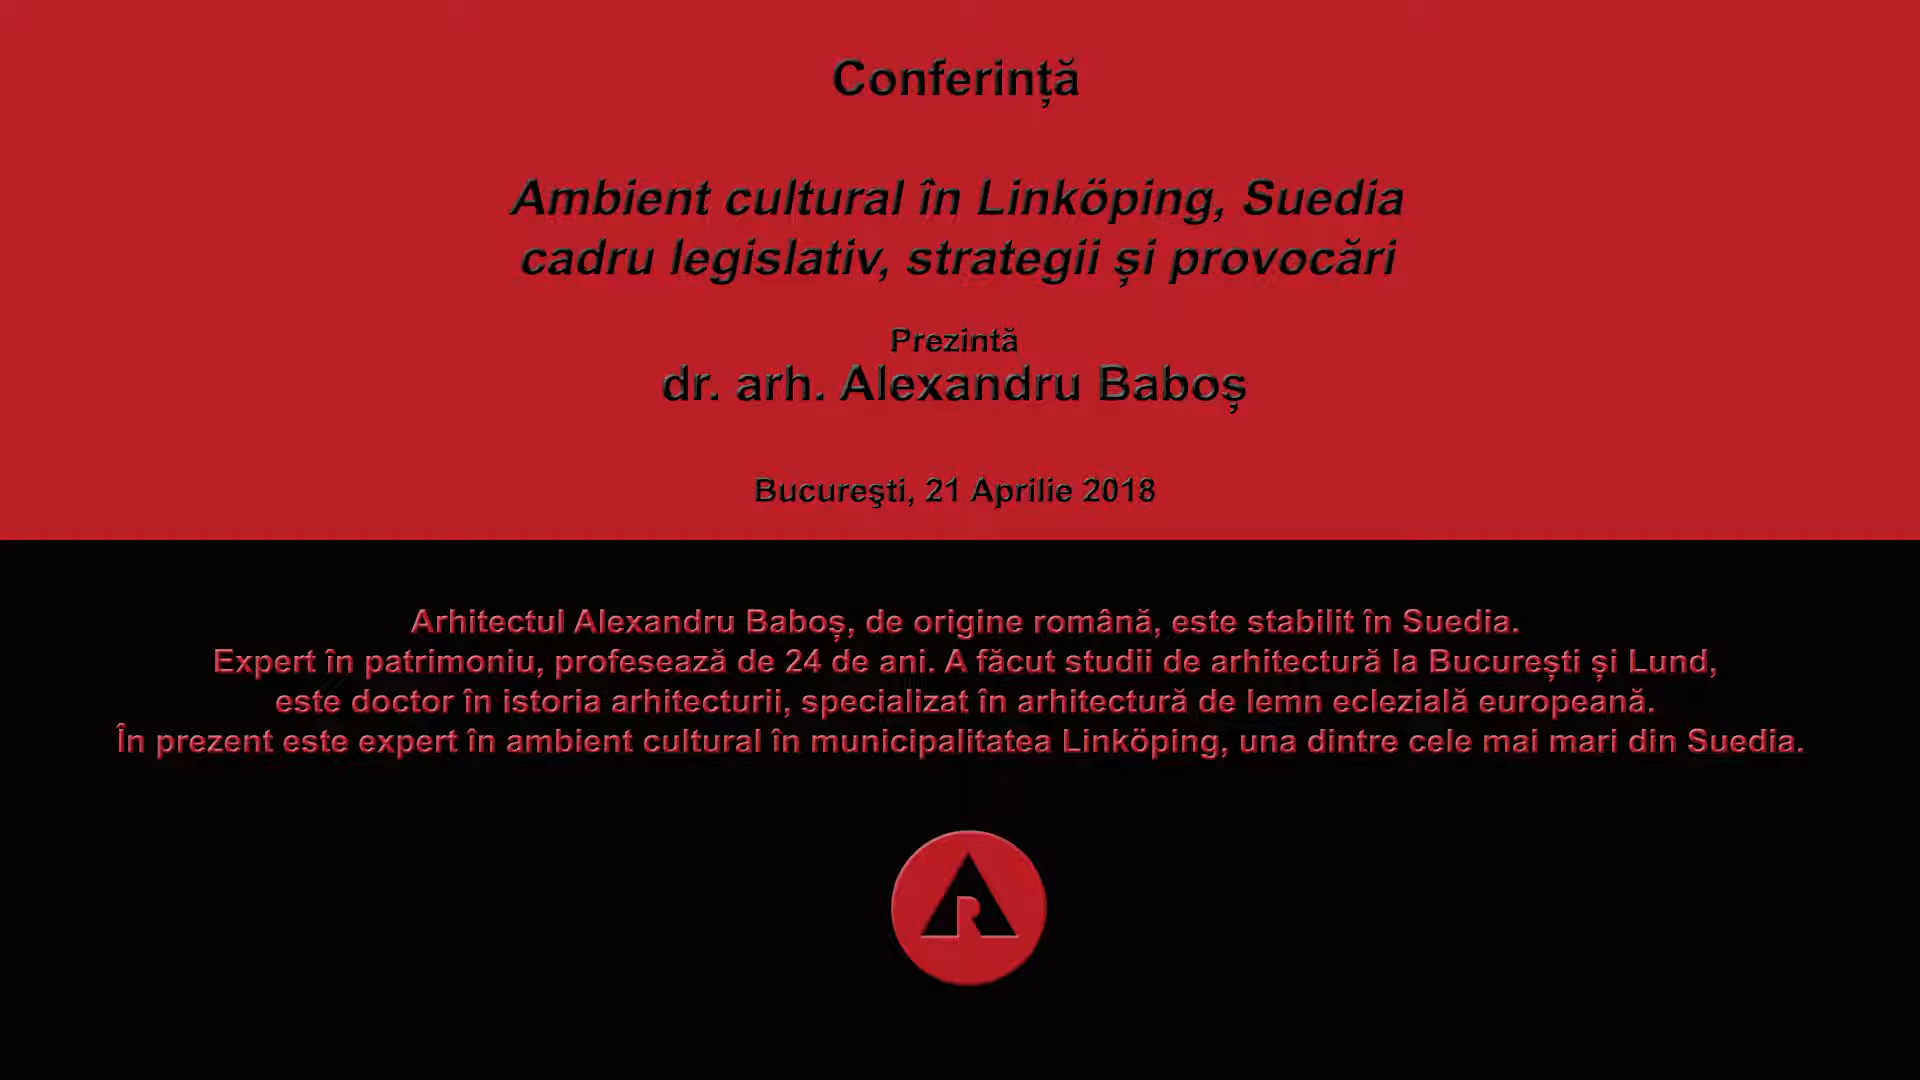 Conferință
Ambient cultural în Linköping, Suedia
cadru legislativ, strategii și provocări
Prezintă
dr. arh. Alexandru Baboș
Bucureşti, 21 Aprilie 2018
Arhitectul Alexandru Baboș, de origine română, este stabilit în Suedia.
Expert în patrimoniu, profesează de 24 de ani. A făcut studii de arhitectură la București și Lund,
este doctor în istoria arhitecturii, specializat în arhitectură de lemn eclezială europeană.
În prezent este expert în ambient cultural în municipalitatea Linköping, una dintre cele mai mari din Suedia.